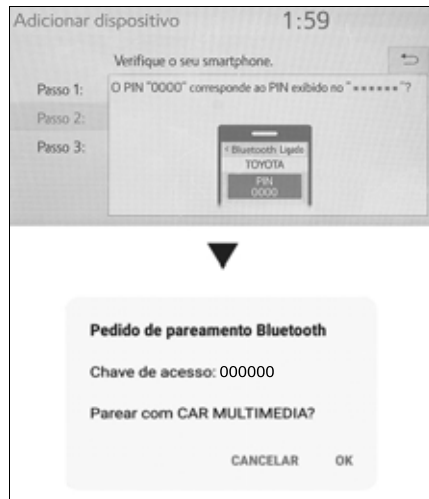 Adicionar dispositivo 1:59
Verifique o seu smartphone.
Passo 1: O PIN "0000" corresponde ao PIN exibido no "******"?
Passo 2:
Passo 3:
< Bluetooth Ligado
TOYOTA
PIN
0000
Pedido de pareamento Bluetooth
Chave de acesso: 000000
Parear com CAR MULTIMEDIA?
CANCELAR OK